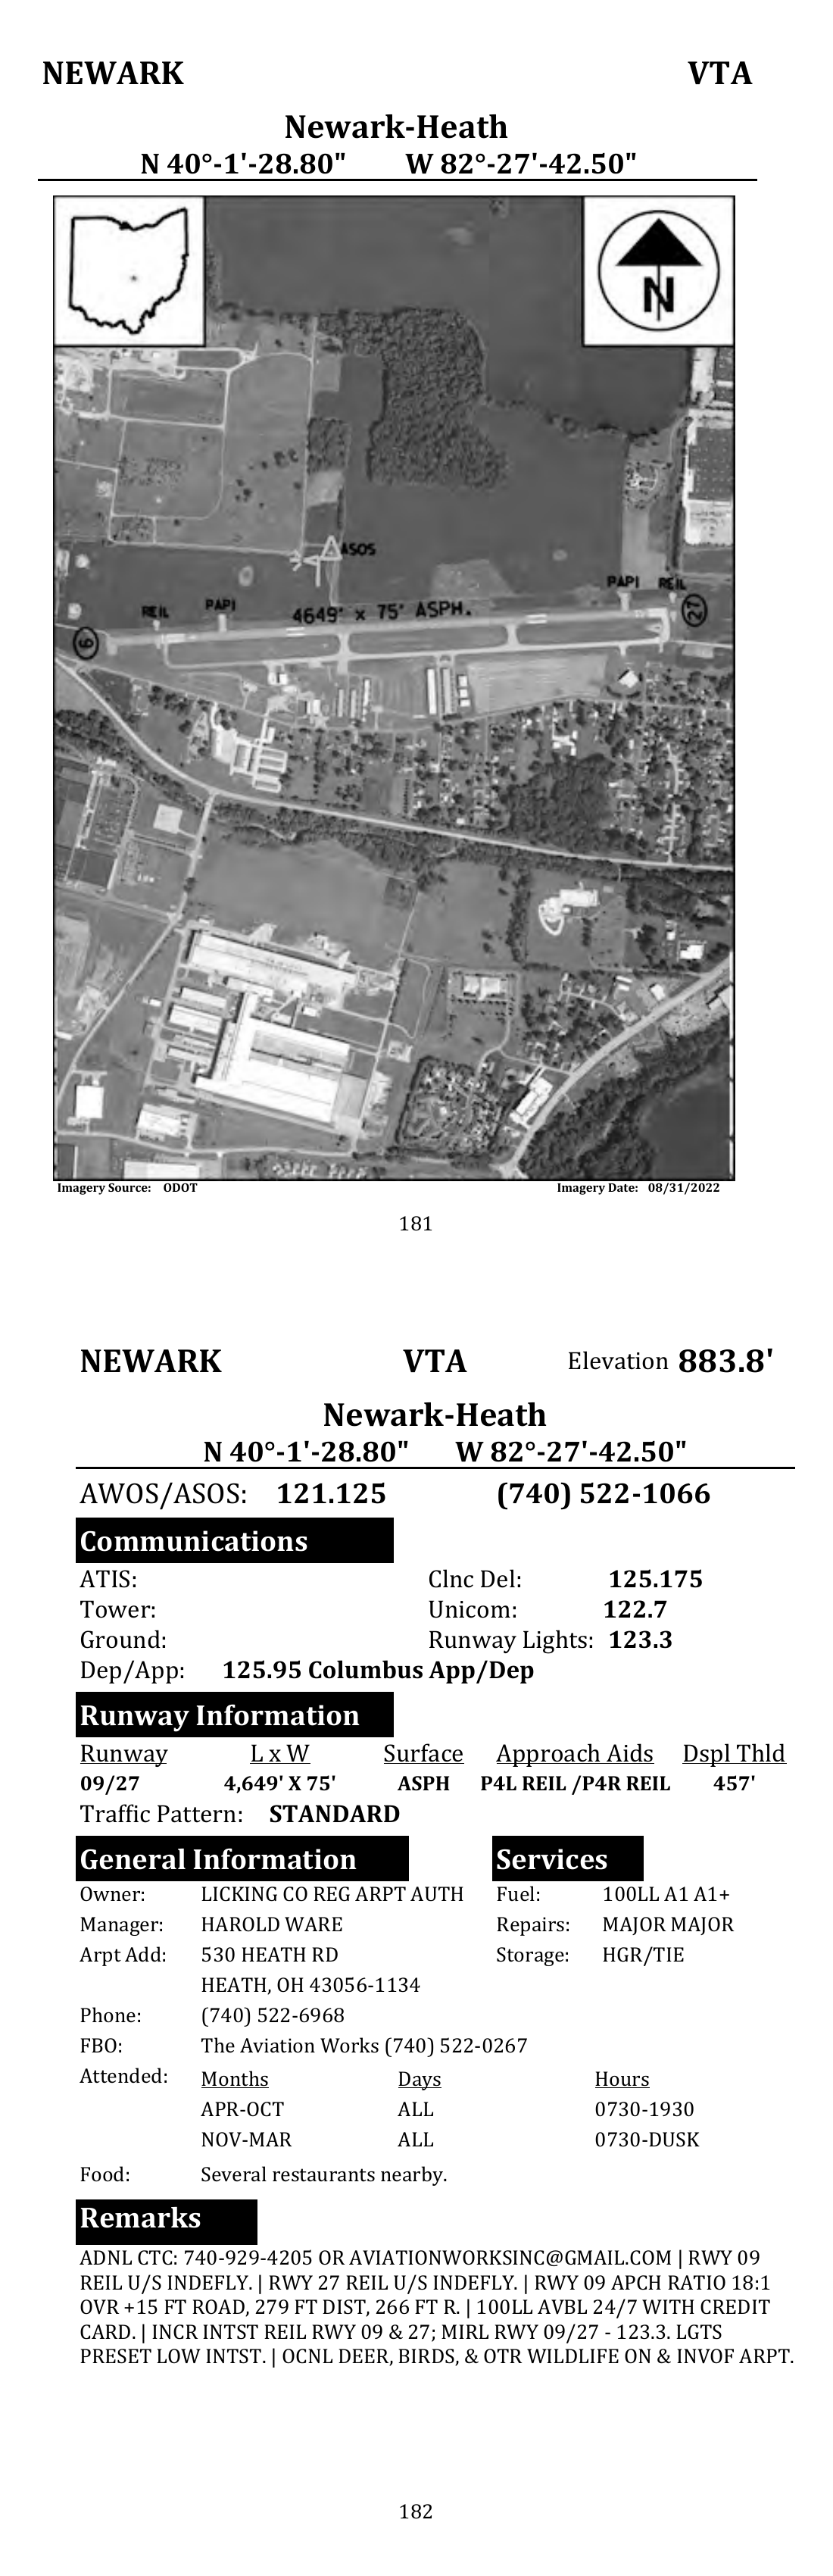 NEWARK VTA
Newark-Heath
N 40°-1'-28.80" W 82°-27'-42.50"
N
ASOS
PAPI REIL
REIL PAPI 4649' x 75' ASPH. 27
9
Imagery Source: ODOT Imagery Date: 08/31/2022
181
NEWARK VTA Elevation 883.8'
Newark-Heath
N 40°-1'-28.80" W 82°-27'-42.50"
AWOS/ASOS: 121.125 (740) 522-1066
Communications
ATIS: Clnc Del: 125.175
Tower: Unicom: 122.7
Ground: Runway Lights: 123.3
Dep/App: 125.95 Columbus App/Dep
Runway Information
Runway L x W Surface Approach Aids Dspl Thld
09/27 4,649' X 75' ASPH P4L REIL /P4R REIL 457'
Traffic Pattern: STANDARD
General Information Services
Owner: LICKING CO REG ARPT AUTH Fuel: 100LL A1 A1+
Manager: HAROLD WARE Repairs: MAJOR MAJOR
Arpt Add: 530 HEATH RD Storage: HGR/TIE
HEATH, OH 43056-1134
Phone: (740) 522-6968
FBO: The Aviation Works (740) 522-0267
Attended: Months Days Hours
APR-OCT ALL 0730-1930
NOV-MAR ALL 0730-DUSK
Food: Several restaurants nearby.
Remarks
ADNL CTC: 740-929-4205 OR AVIATIONWORKSINC@GMAIL.COM | RWY 09
REIL U/S INDEFLY. | RWY 27 REIL U/S INDEFLY. | RWY 09 APCH RATIO 18:1
OVR +15 FT ROAD, 279 FT DIST, 266 FT R. | 100LL AVBL 24/7 WITH CREDIT
CARD. | INCR INTST REIL RWY 09 & 27; MIRL RWY 09/27 - 123.3. LGTS
PRESET LOW INTST. | OCNL DEER, BIRDS, & OTR WILDLIFE ON & INVOF ARPT.
182